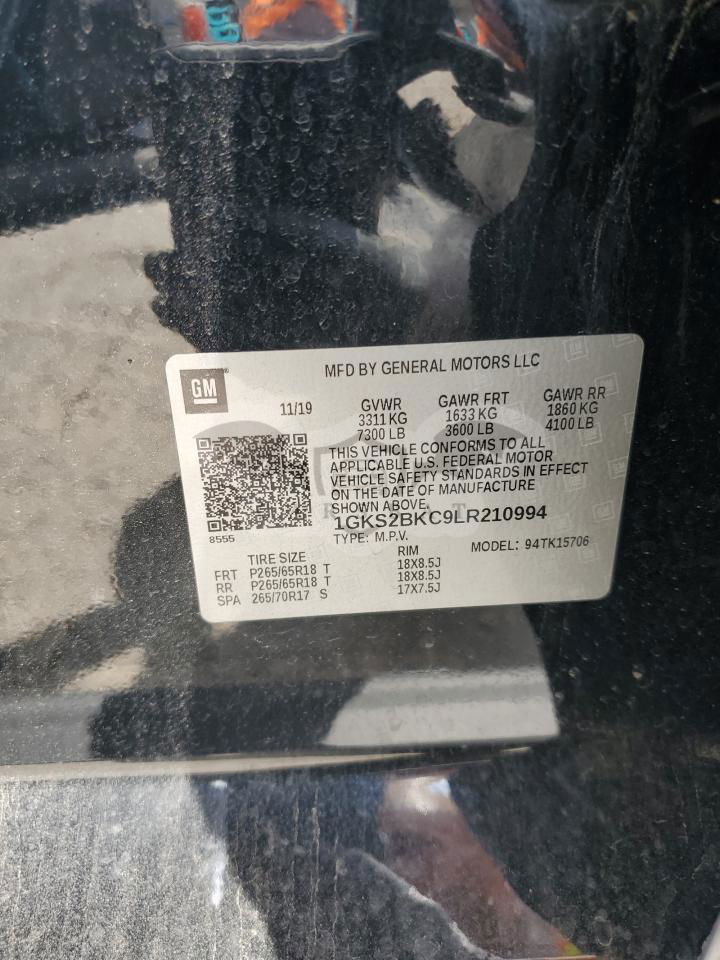 MFD BY GENERAL MOTORS LLC
GM
11/19
GVWR GAWR FRT GAWR RR
3311 KG 1633 KG 1860 KG
7300 LB 3600 LB 4100 LB
THIS VEHICLE CONFORMS TO ALL
APPLICABLE U.S. FEDERAL MOTOR
VEHICLE SAFETY STANDARDS IN EFFECT
ON THE DATE OF MANUFACTURE
SHOWN ABOVE.
1GKS2BKC9LR210994
8555
TYPE: M.P.V.
MODEL: 94TK15706
TIRE SIZE RIM
FRT P265/65R18 T 18X8.5J
RR P265/65R18 T 18X8.5J
SPA 265/70R17 S 17X7.5J